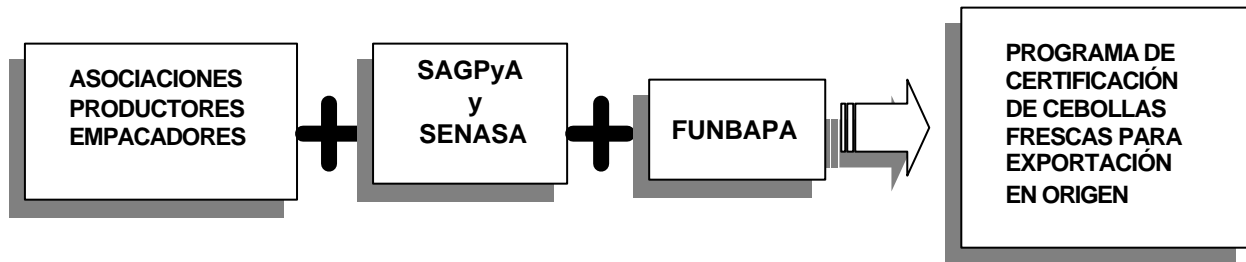 ASOCIACIONES
PRODUCTORES
EMPACADORES
SAGPyA
y
SENASA
FUNBAPA
PROGRAMA DE
CERTIFICACIÓN
DE CEBOLLAS
FRESCAS PARA
EXPORTACIÓN
EN ORIGEN